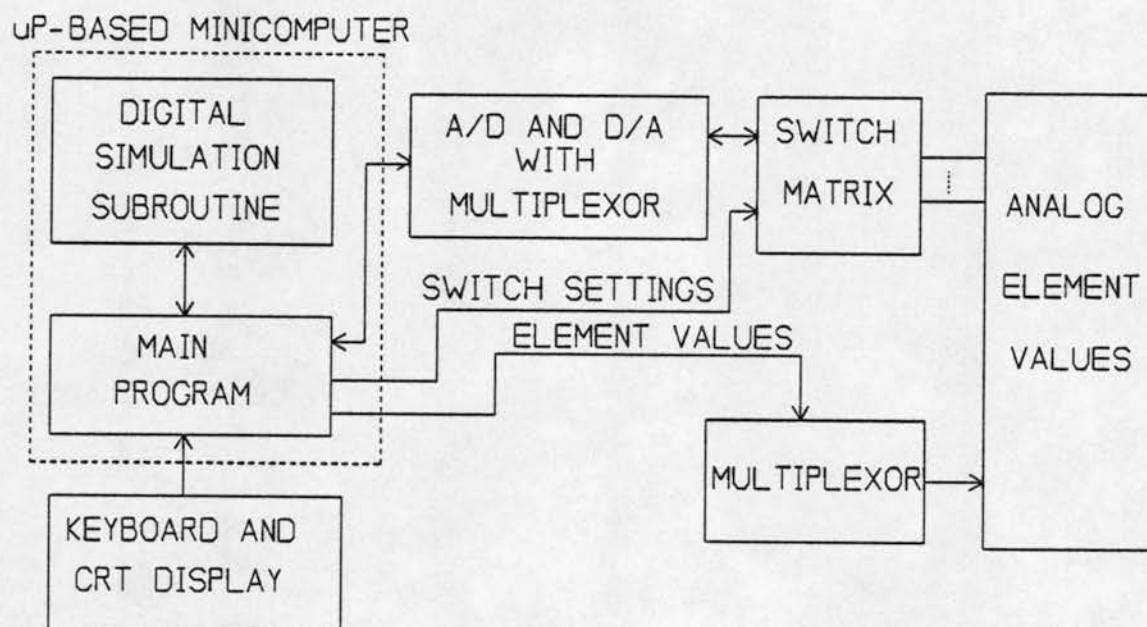 uP-BASED MINICOMPUTER
DIGITAL
SIMULATION
SUBROUTINE
A/D AND D/A
WITH
MULTIPLEXOR
SWITCH
MATRIX
ANALOG
ELEMENT
VALUES
SWITCH SETTINGS
ELEMENT VALUES
MAIN
PROGRAM
MULTIPLEXOR
KEYBOARD AND
CRT DISPLAY